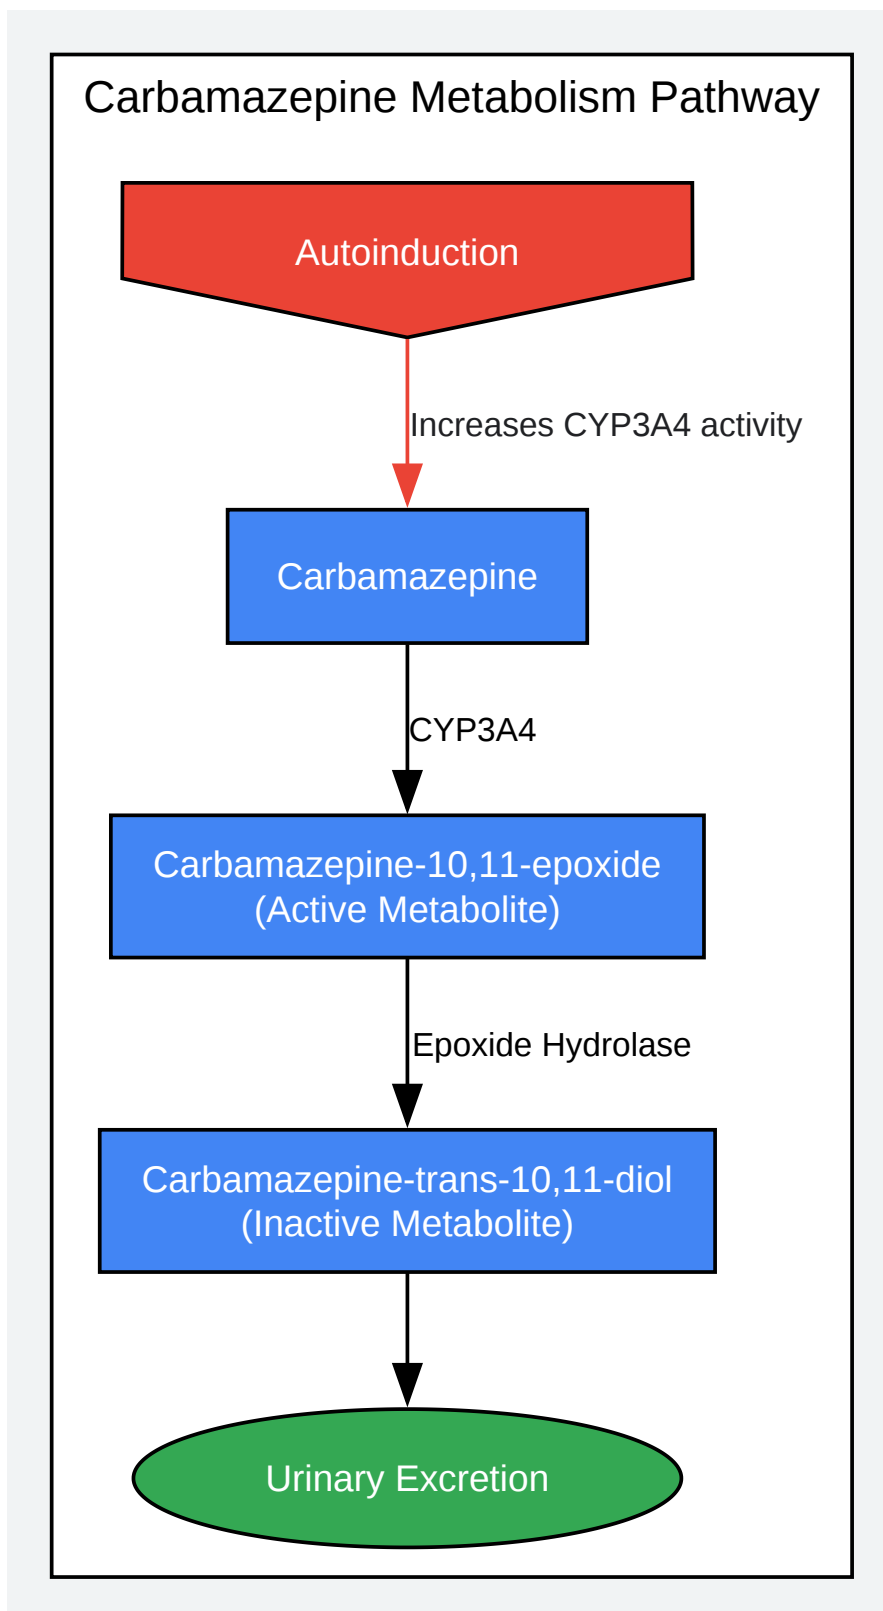 Carbamazepine Metabolism Pathway
Autoinduction
Increases CYP3A4 activity
Carbamazepine
CYP3A4
Carbamazepine-10,11-epoxide
(Active Metabolite)
Epoxide Hydrolase
Carbamazepine-trans-10,11-diol
(Inactive Metabolite)
Urinary Excretion